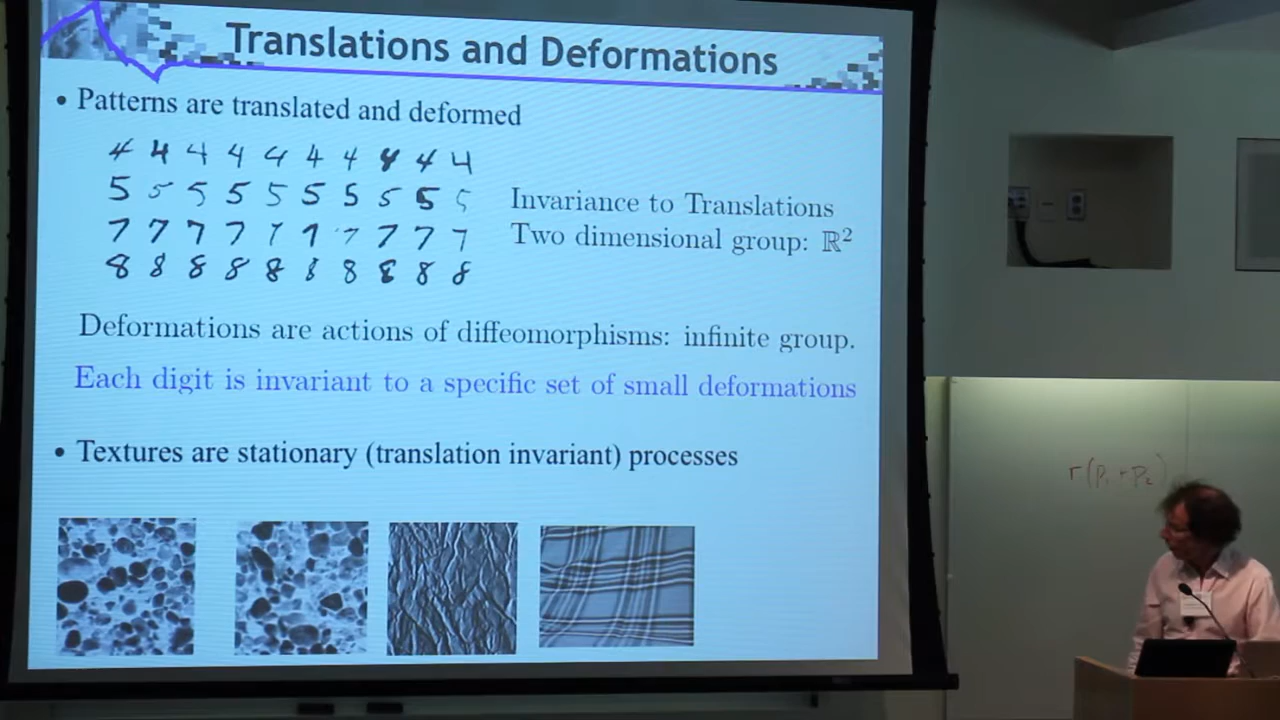 Translations and Deformations
• Patterns are translated and deformed
4 4 4 4 4 4 4 4 4 4
5 5 5 5 5 5 5 5 5 5
7 7 7 7 7 7 7 7 7 7
8 8 8 8 8 8 8 8 8 8
Invariance to Translations
Two dimensional group: ℝ²
Deformations are actions of diffeomorphisms: infinite group.
Each digit is invariant to a specific set of small deformations
• Textures are stationary (translation invariant) processes